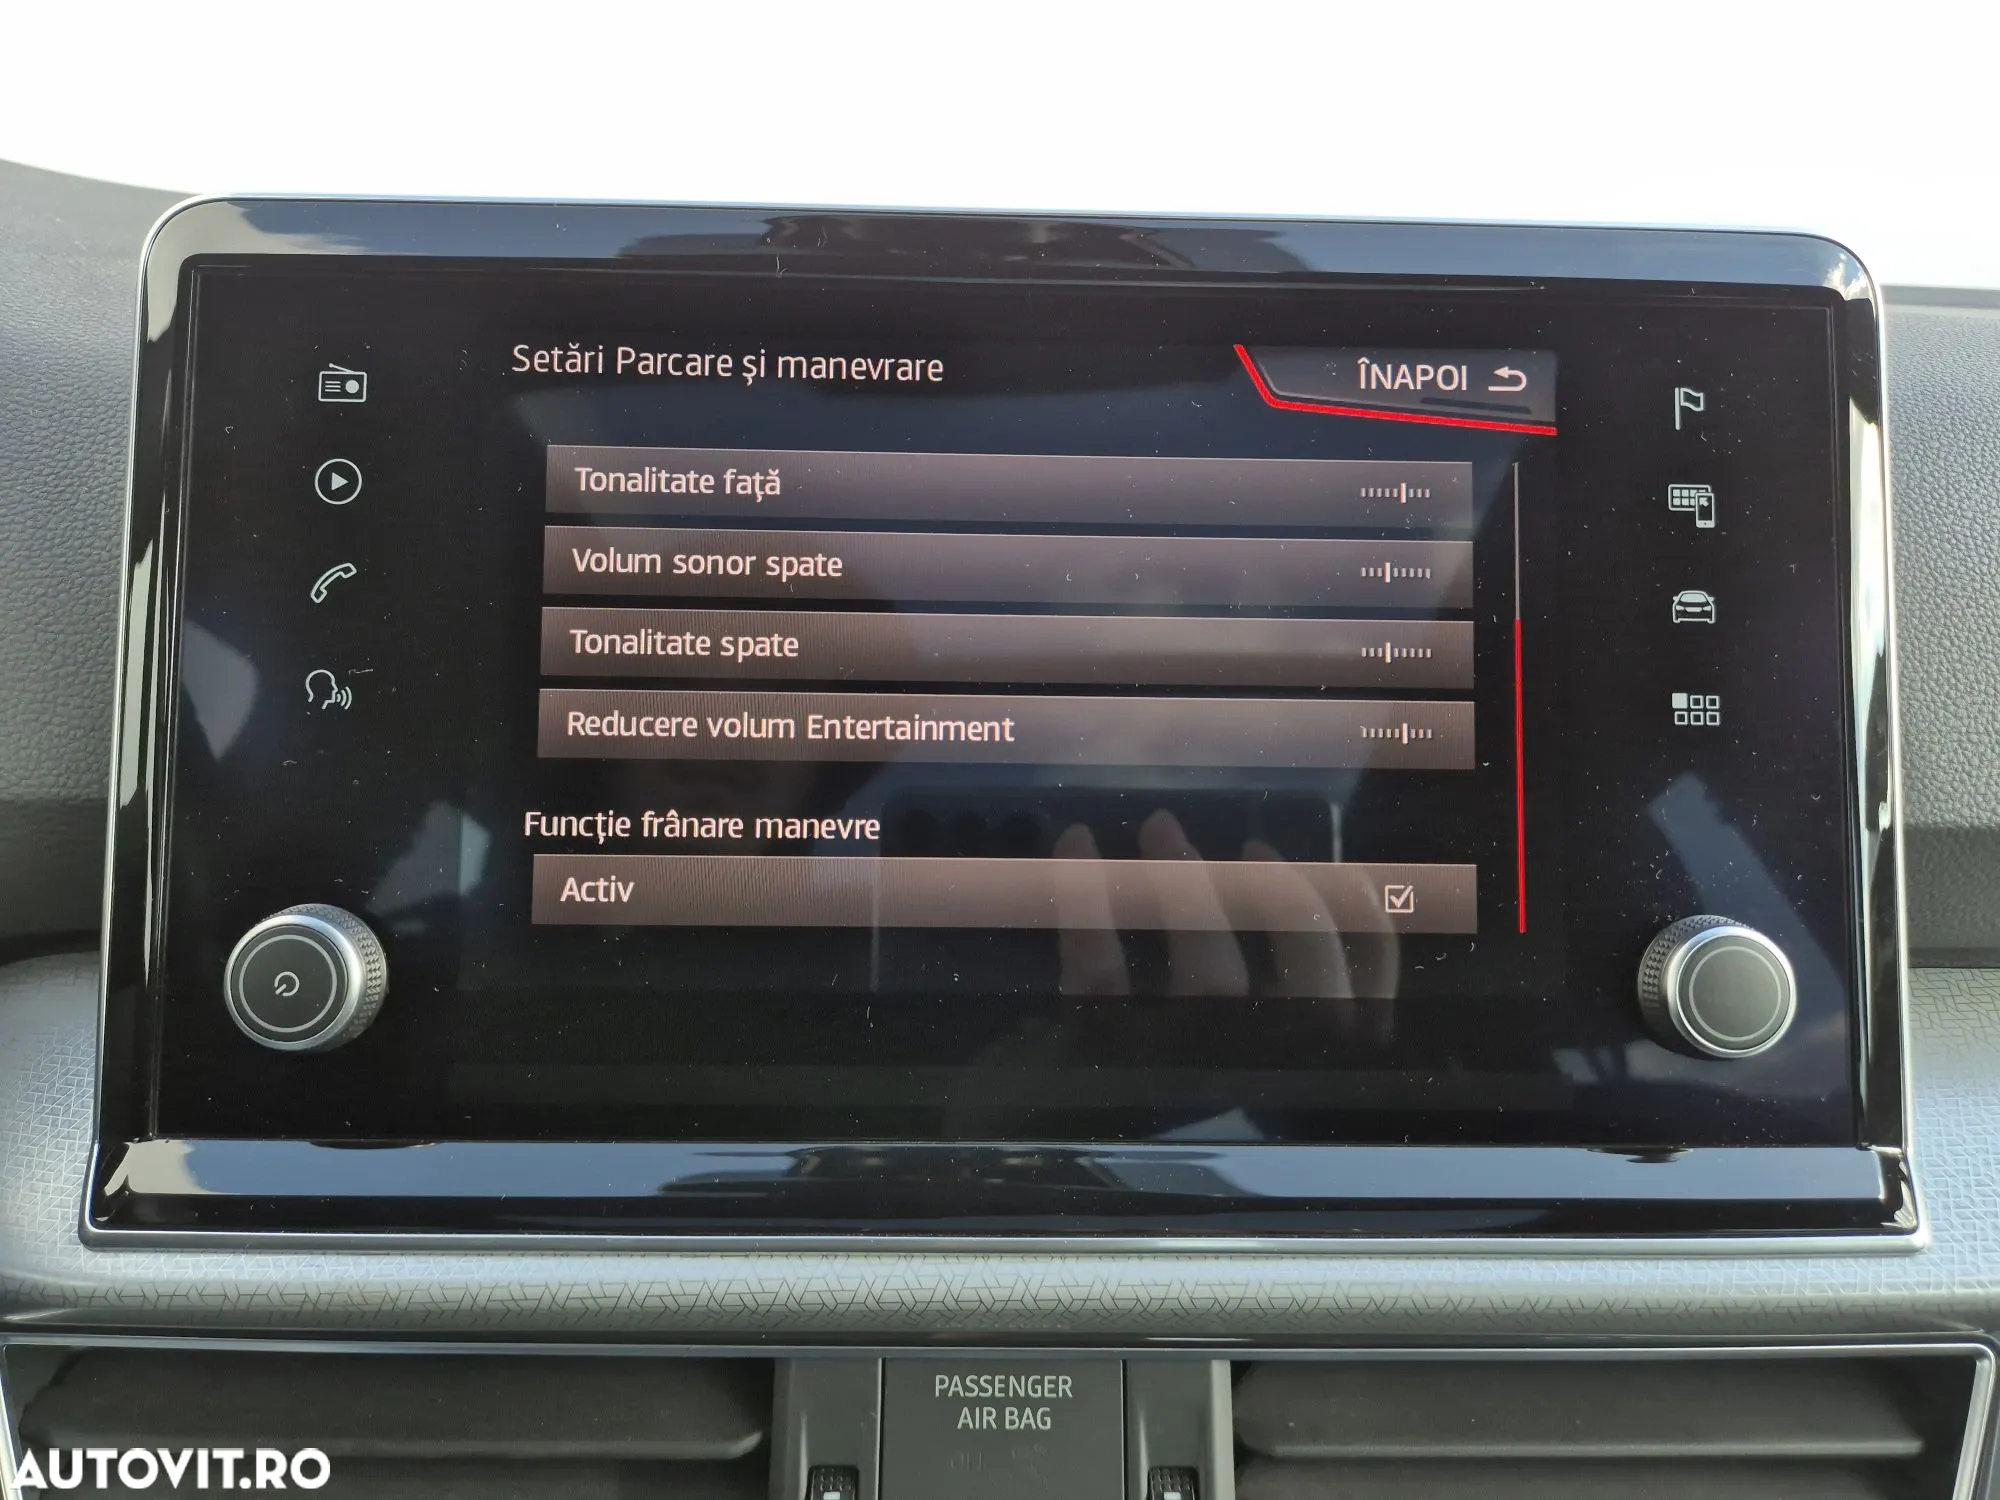 Setări Parcare și manevrare
ÎNAPOI
Tonalitate faţă
Volum sonor spate
Tonalitate spate
Reducere volum Entertainment
Funcţie frânare manevre
Activ
PASSENGER
AIR BAG
AUTOVIT.RO